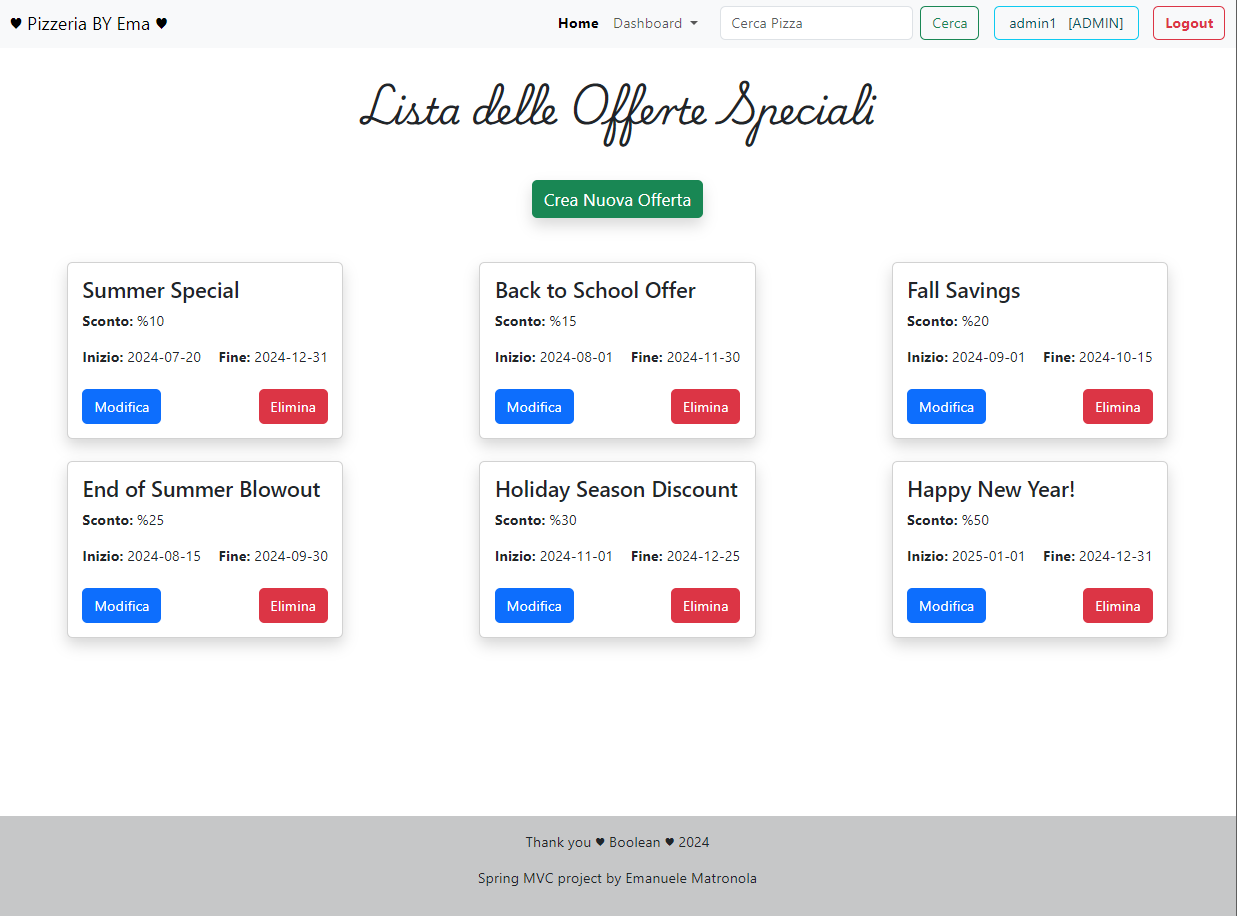 ♥ Pizzeria BY Ema ♥ Home Dashboard Cerca Pizza Cerca admin1 [ADMIN] Logout
Lista delle Offerte Speciali
Crea Nuova Offerta
Summer Special
Sconto: %10
Inizio: 2024-07-20 Fine: 2024-12-31
Modifica Elimina
Back to School Offer
Sconto: %15
Inizio: 2024-08-01 Fine: 2024-11-30
Modifica Elimina
Fall Savings
Sconto: %20
Inizio: 2024-09-01 Fine: 2024-10-15
Modifica Elimina
End of Summer Blowout
Sconto: %25
Inizio: 2024-08-15 Fine: 2024-09-30
Modifica Elimina
Holiday Season Discount
Sconto: %30
Inizio: 2024-11-01 Fine: 2024-12-25
Modifica Elimina
Happy New Year!
Sconto: %50
Inizio: 2025-01-01 Fine: 2024-12-31
Modifica Elimina
Thank you ♥ Boolean ♥ 2024
Spring MVC project by Emanuele Matronola